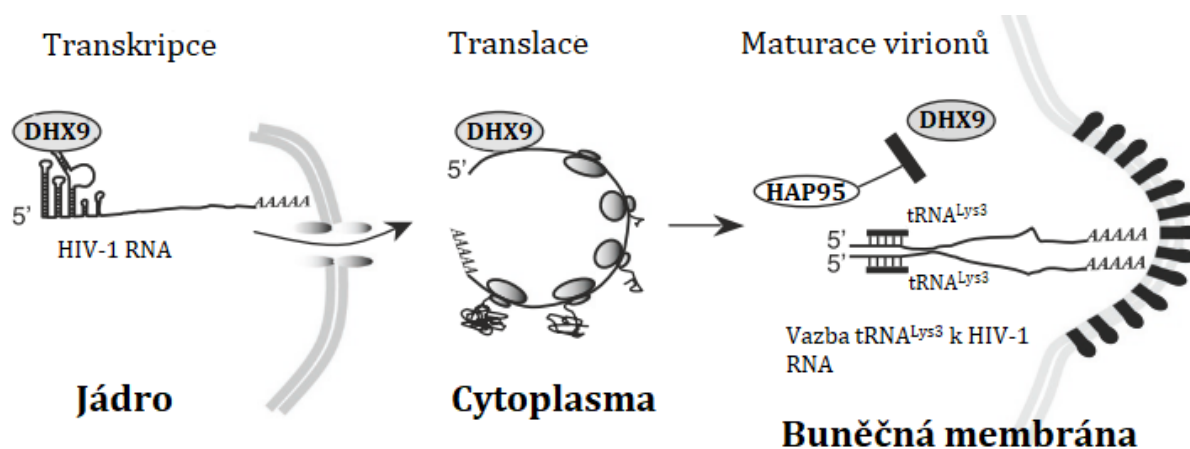 Transkripce
DHX9
5'
AAAAA
HIV-1 RNA
Jádro
Translace
DHX9
5'
AAAAA
Cytoplasma
Maturace virionů
DHX9
HAP95
tRNALys3
5'
AAAAA
5'
AAAAA
tRNALys3
Vazba tRNALys3 k HIV-1
RNA
Buněčná membrána